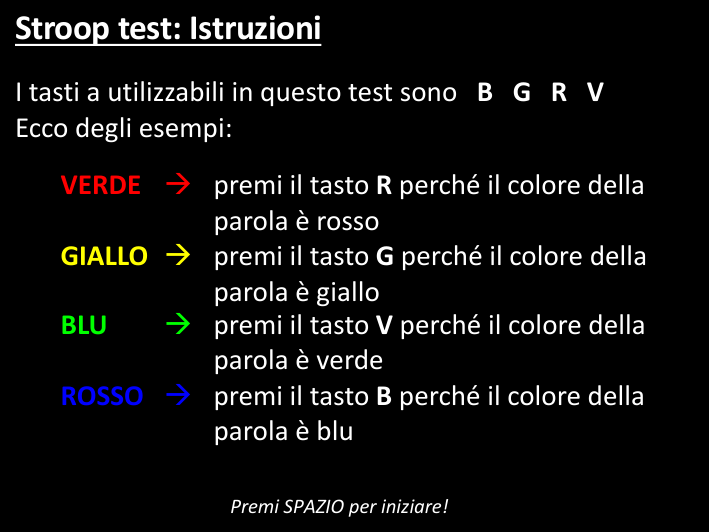 Stroop test: Istruzioni
I tasti a utilizzabili in questo test sono B G R V
Ecco degli esempi:
VERDE → premi il tasto R perché il colore della
parola è rosso
GIALLO → premi il tasto G perché il colore della
parola è giallo
BLU → premi il tasto V perché il colore della
parola è verde
ROSSO → premi il tasto B perché il colore della
parola è blu
Premi SPAZIO per iniziare!